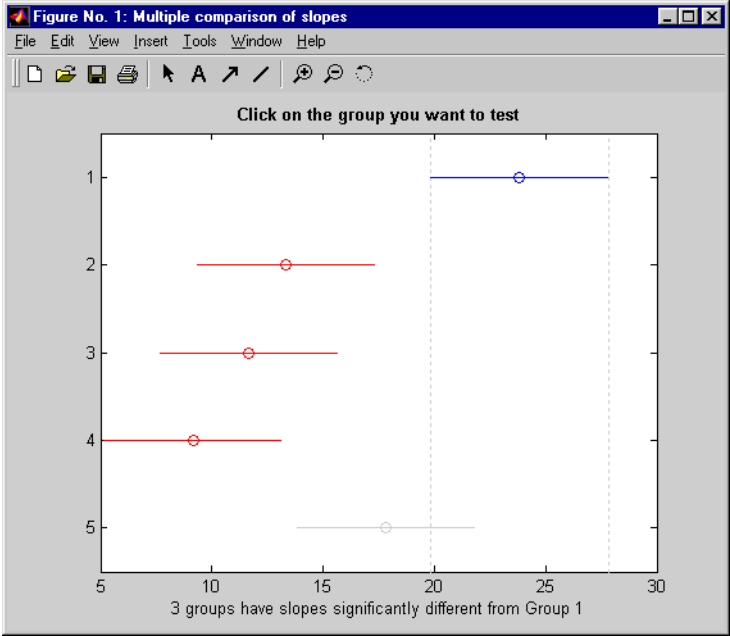 Figure No. 1: Multiple comparison of slopes
File Edit View Insert Tools Window Help
A
Click on the group you want to test
1
2
3
4
5
5 10 15 20 25 30
3 groups have slopes significantly different from Group 1